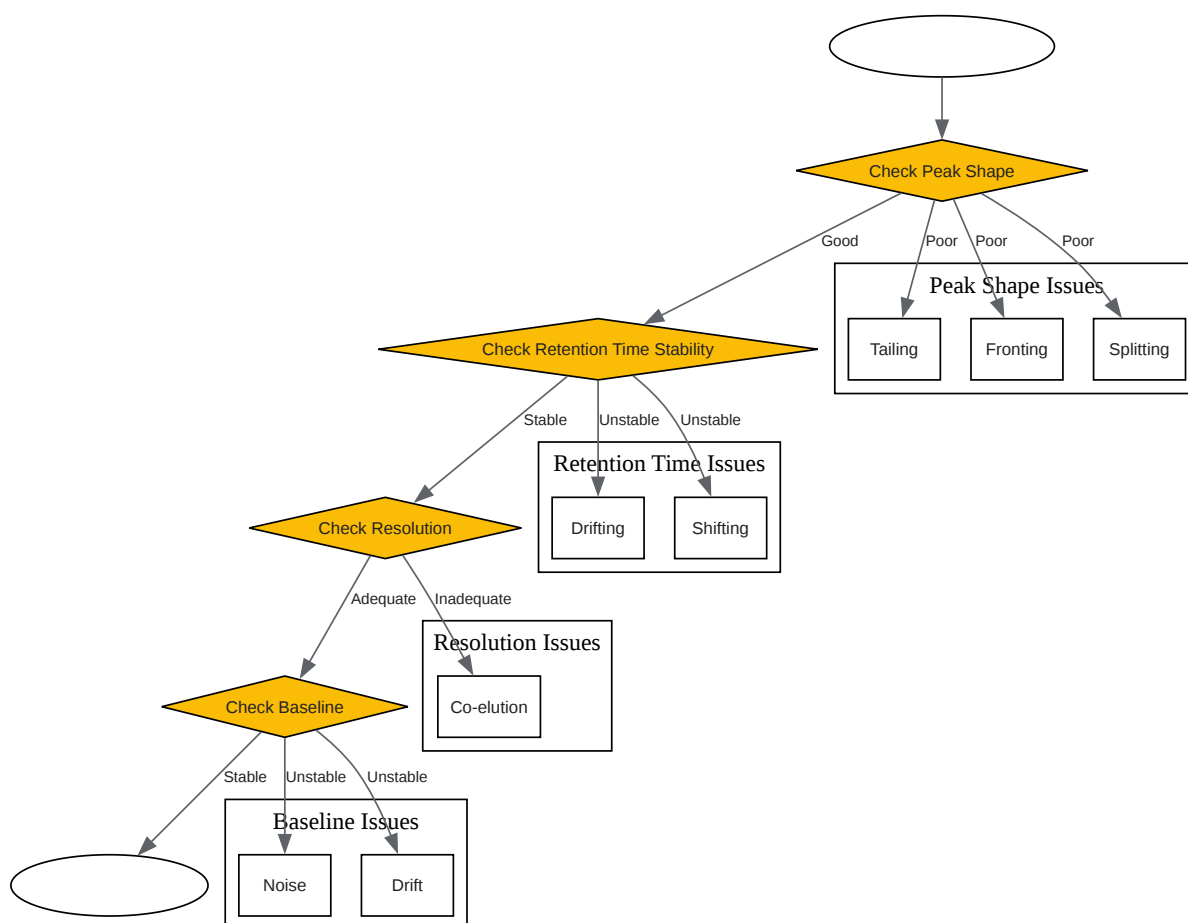 Check Peak Shape
Good
Poor
Poor
Poor
Peak Shape Issues
Tailing
Fronting
Splitting
Check Retention Time Stability
Stable
Unstable
Unstable
Retention Time Issues
Drifting
Shifting
Check Resolution
Adequate
Inadequate
Resolution Issues
Co-elution
Check Baseline
Stable
Unstable
Unstable
Baseline Issues
Noise
Drift